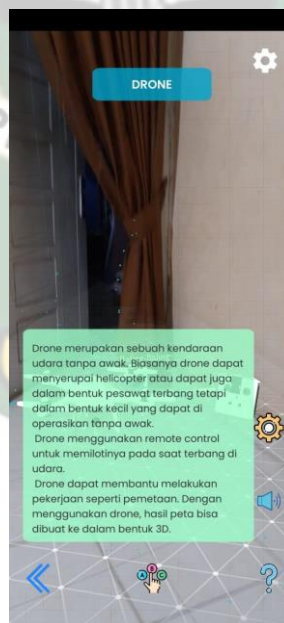 DRONE
Drone merupakan sebuah kendaraan
udara tanpa awak. Biasanya drone dapat
menyerupai helicopter atau dapat juga
dalam bentuk pesawat terbang tetapi
dalam bentuk kecil yang dapat di
operasikan tanpa awak.
Drone menggunakan remote control
untuk memilotinya pada saat terbang di
udara.
Drone dapat membantu melakukan
pekerjaan seperti pemetaan. Dengan
menggunakan drone, hasil peta bisa
dibuat ke dalam bentuk 3D.
A B C
?